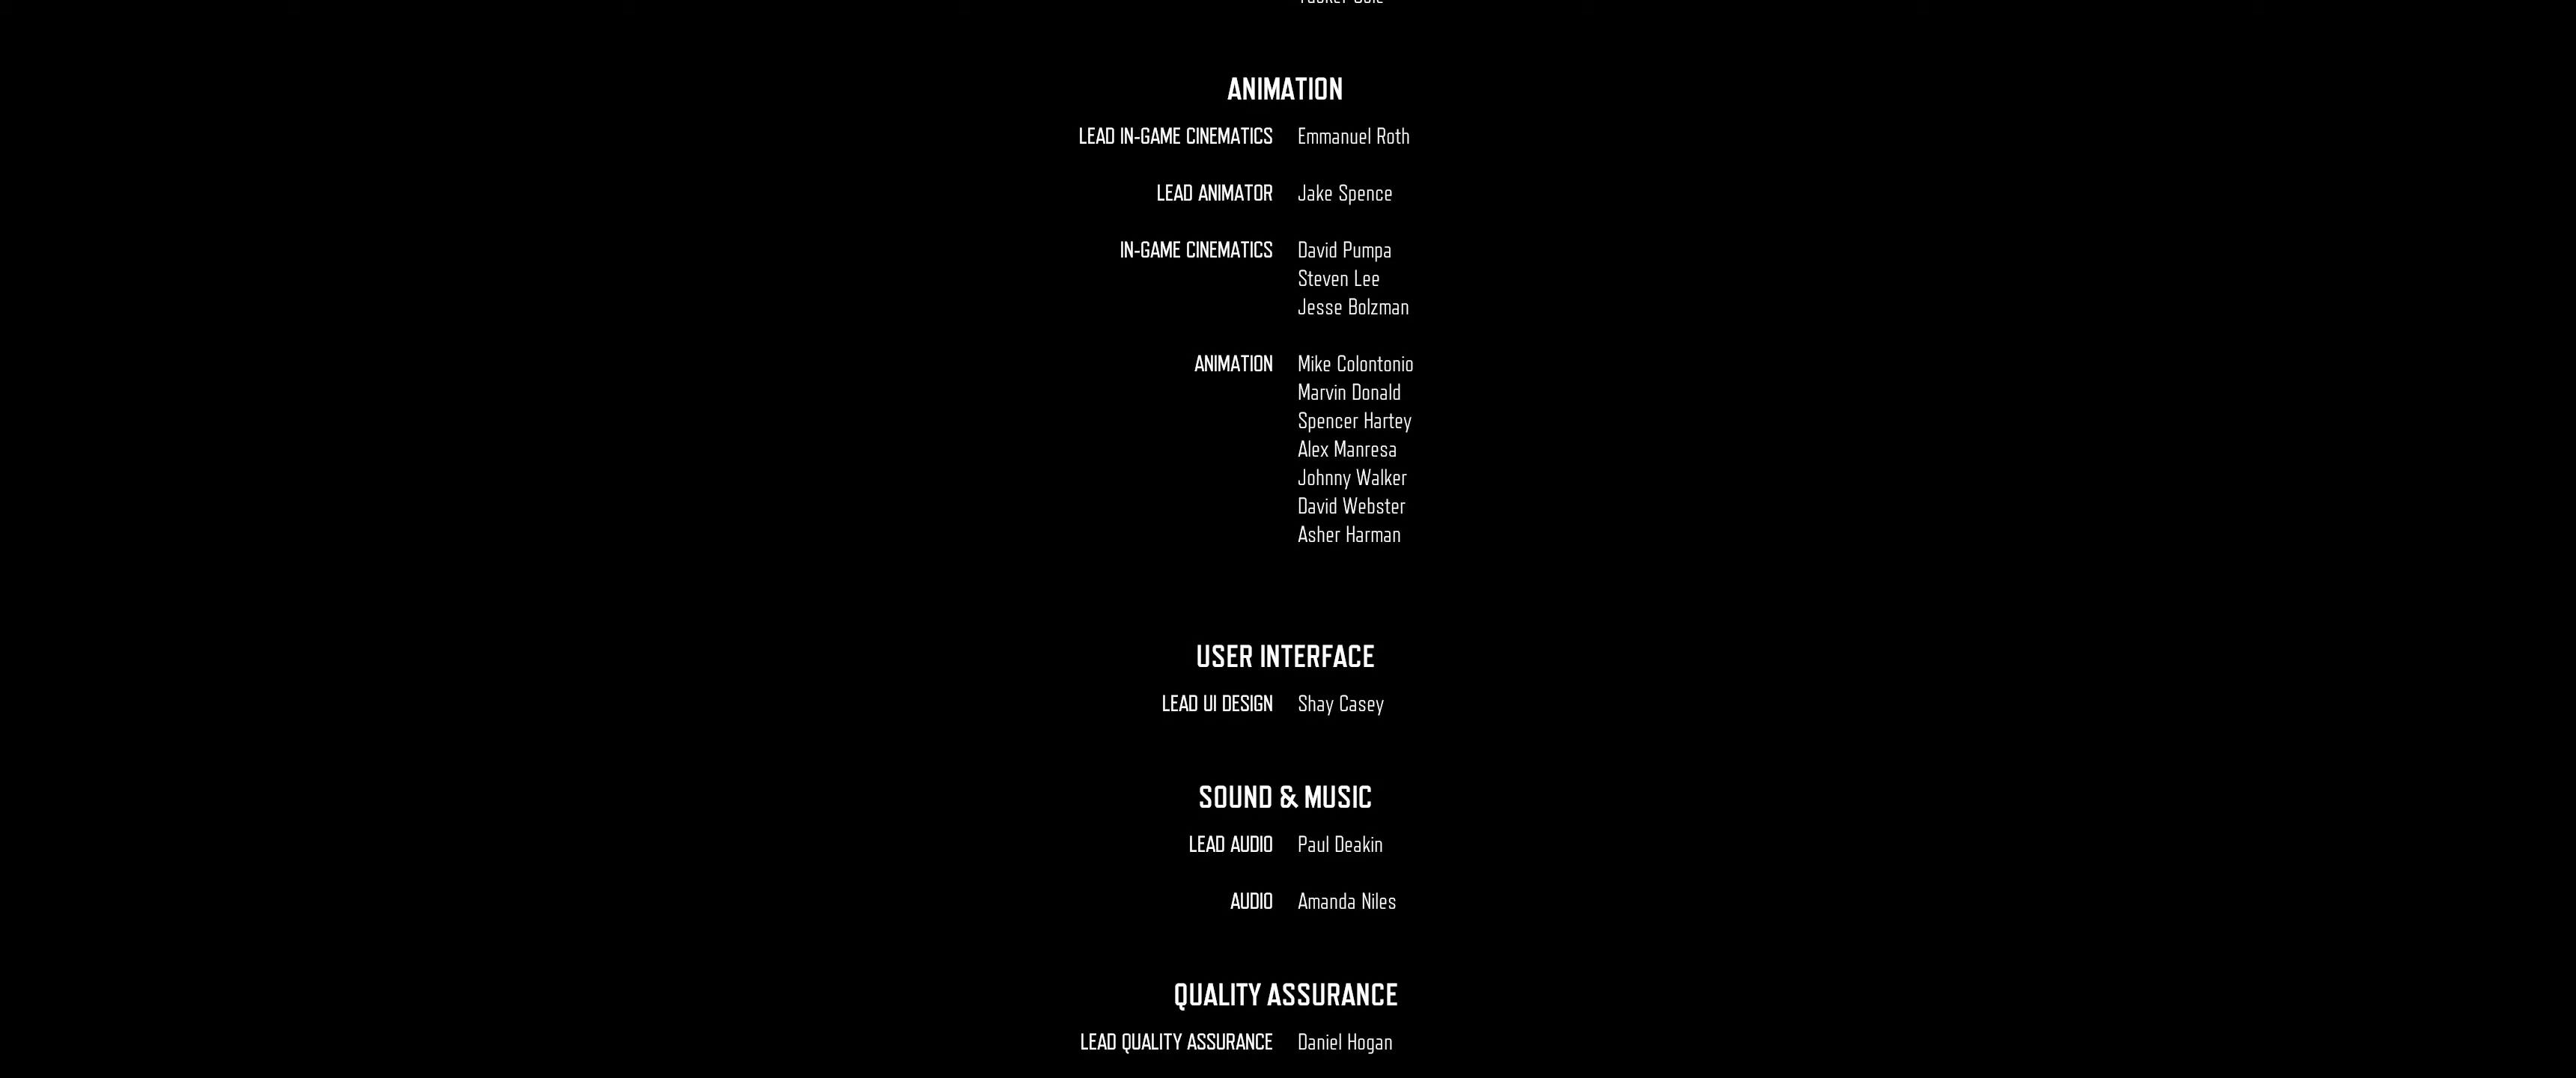 ANIMATION
LEAD IN-GAME CINEMATICS Emmanuel Roth
LEAD ANIMATOR Jake Spence
IN-GAME CINEMATICS David Pumpa
Steven Lee
Jesse Bolzman
ANIMATION Mike Colontonio
Marvin Donald
Spencer Hartey
Alex Manresa
Johnny Walker
David Webster
Asher Harman
USER INTERFACE
LEAD UI DESIGN Shay Casey
SOUND & MUSIC
LEAD AUDIO Paul Deakin
AUDIO Amanda Niles
QUALITY ASSURANCE
LEAD QUALITY ASSURANCE Daniel Hogan